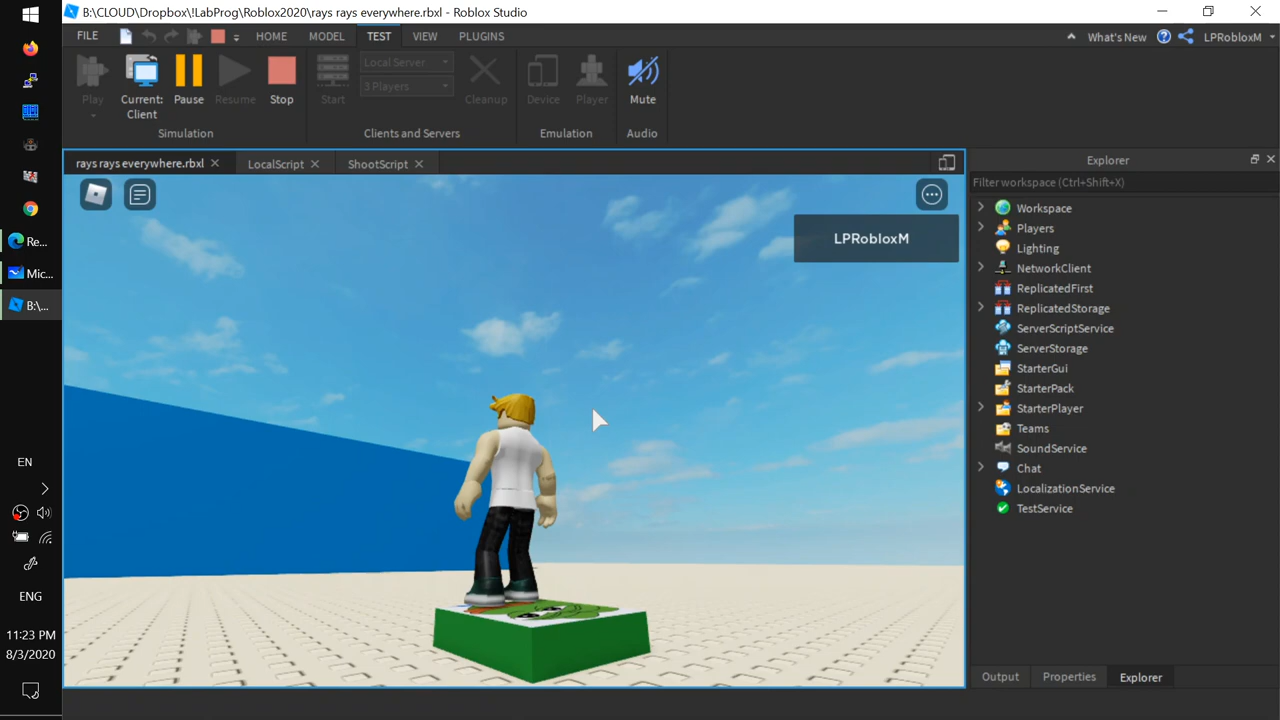 B:\CLOUD\Dropbox\!LabProg\Roblox2020\rays rays everywhere.rbxl - Roblox Studio
FILE HOME MODEL TEST VIEW PLUGINS What's New LPRobloxM
Play Current: Client Pause Resume Stop
Simulation
Start Local Server 3 Players Cleanup
Clients and Servers
Device Player
Emulation
Mute
Audio
rays rays everywhere.rbxl LocalScript ShootScript
LPRobloxM
Explorer
Filter workspace (Ctrl+Shift+X)
Workspace
Players
Lighting
NetworkClient
ReplicatedFirst
ReplicatedStorage
ServerScriptService
ServerStorage
StarterGui
StarterPack
StarterPlayer
Teams
SoundService
Chat
LocalizationService
TestService
Output Properties Explorer
Re...
Mic...
B:\...
EN
ENG
11:23 PM
8/3/2020